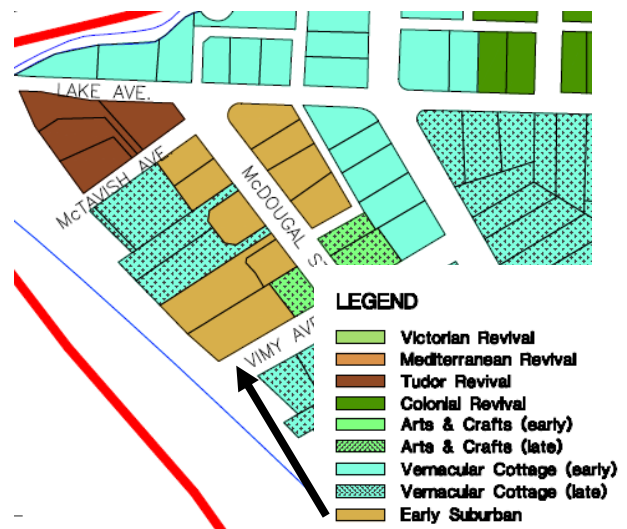 LAKE AVE.
McTAVISH AVE.
McDOUGAL S
VIMY AVE
LEGEND
Victorian Revival
Mediterranean Revival
Tudor Revival
Colonial Revival
Arts & Crafts (early)
Arts & Crafts (late)
Vernacular Cottage (early)
Vernacular Cottage (late)
Early Suburban